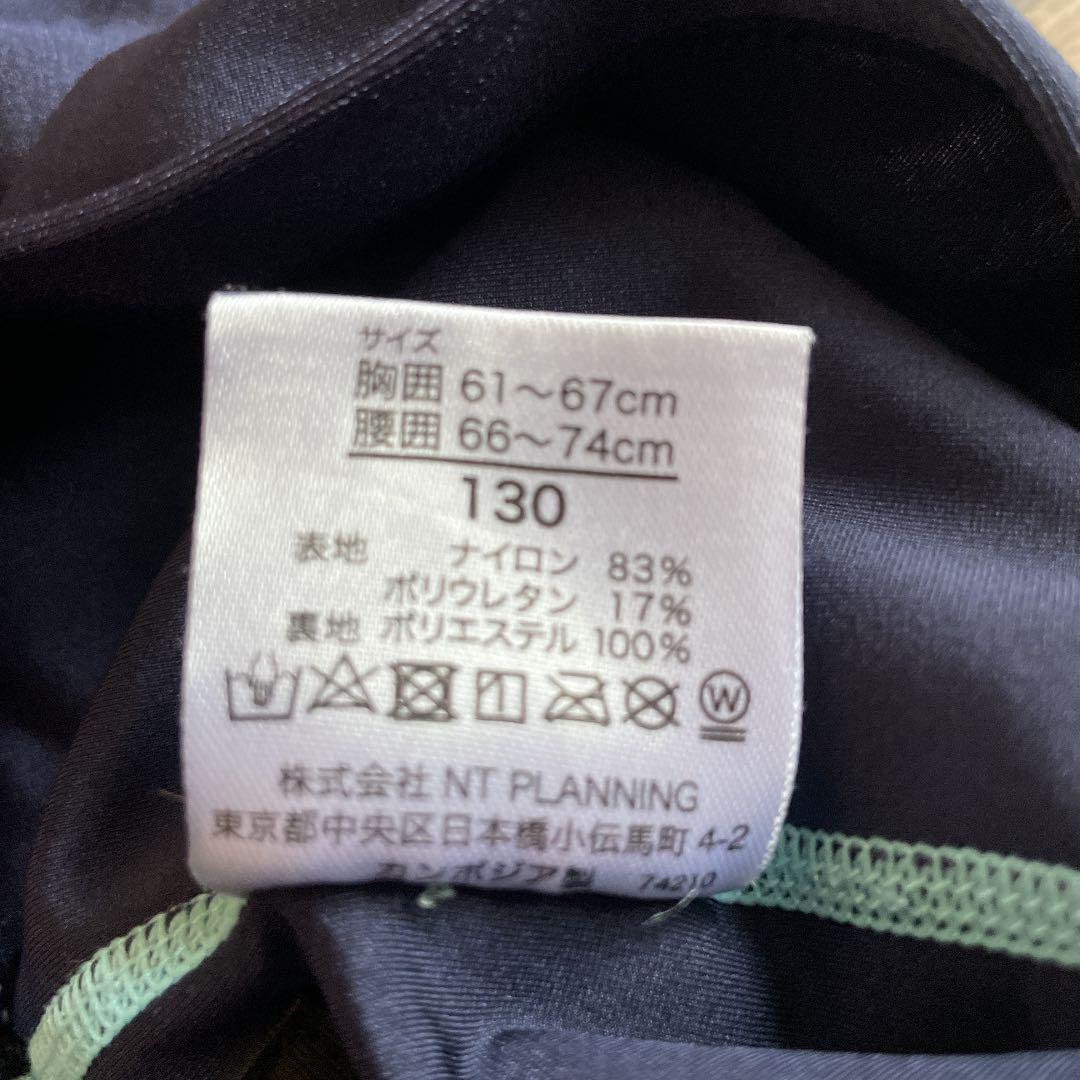 サイズ
胸囲 61～67cm
腰囲 66～74cm
130
表地 ナイロン 83%
ポリウレタン 17%
裏地 ポリエステル 100%
W
株式会社 NT PLANNING
東京都中央区日本橋小伝馬町 4-2
カンボジア製 74210